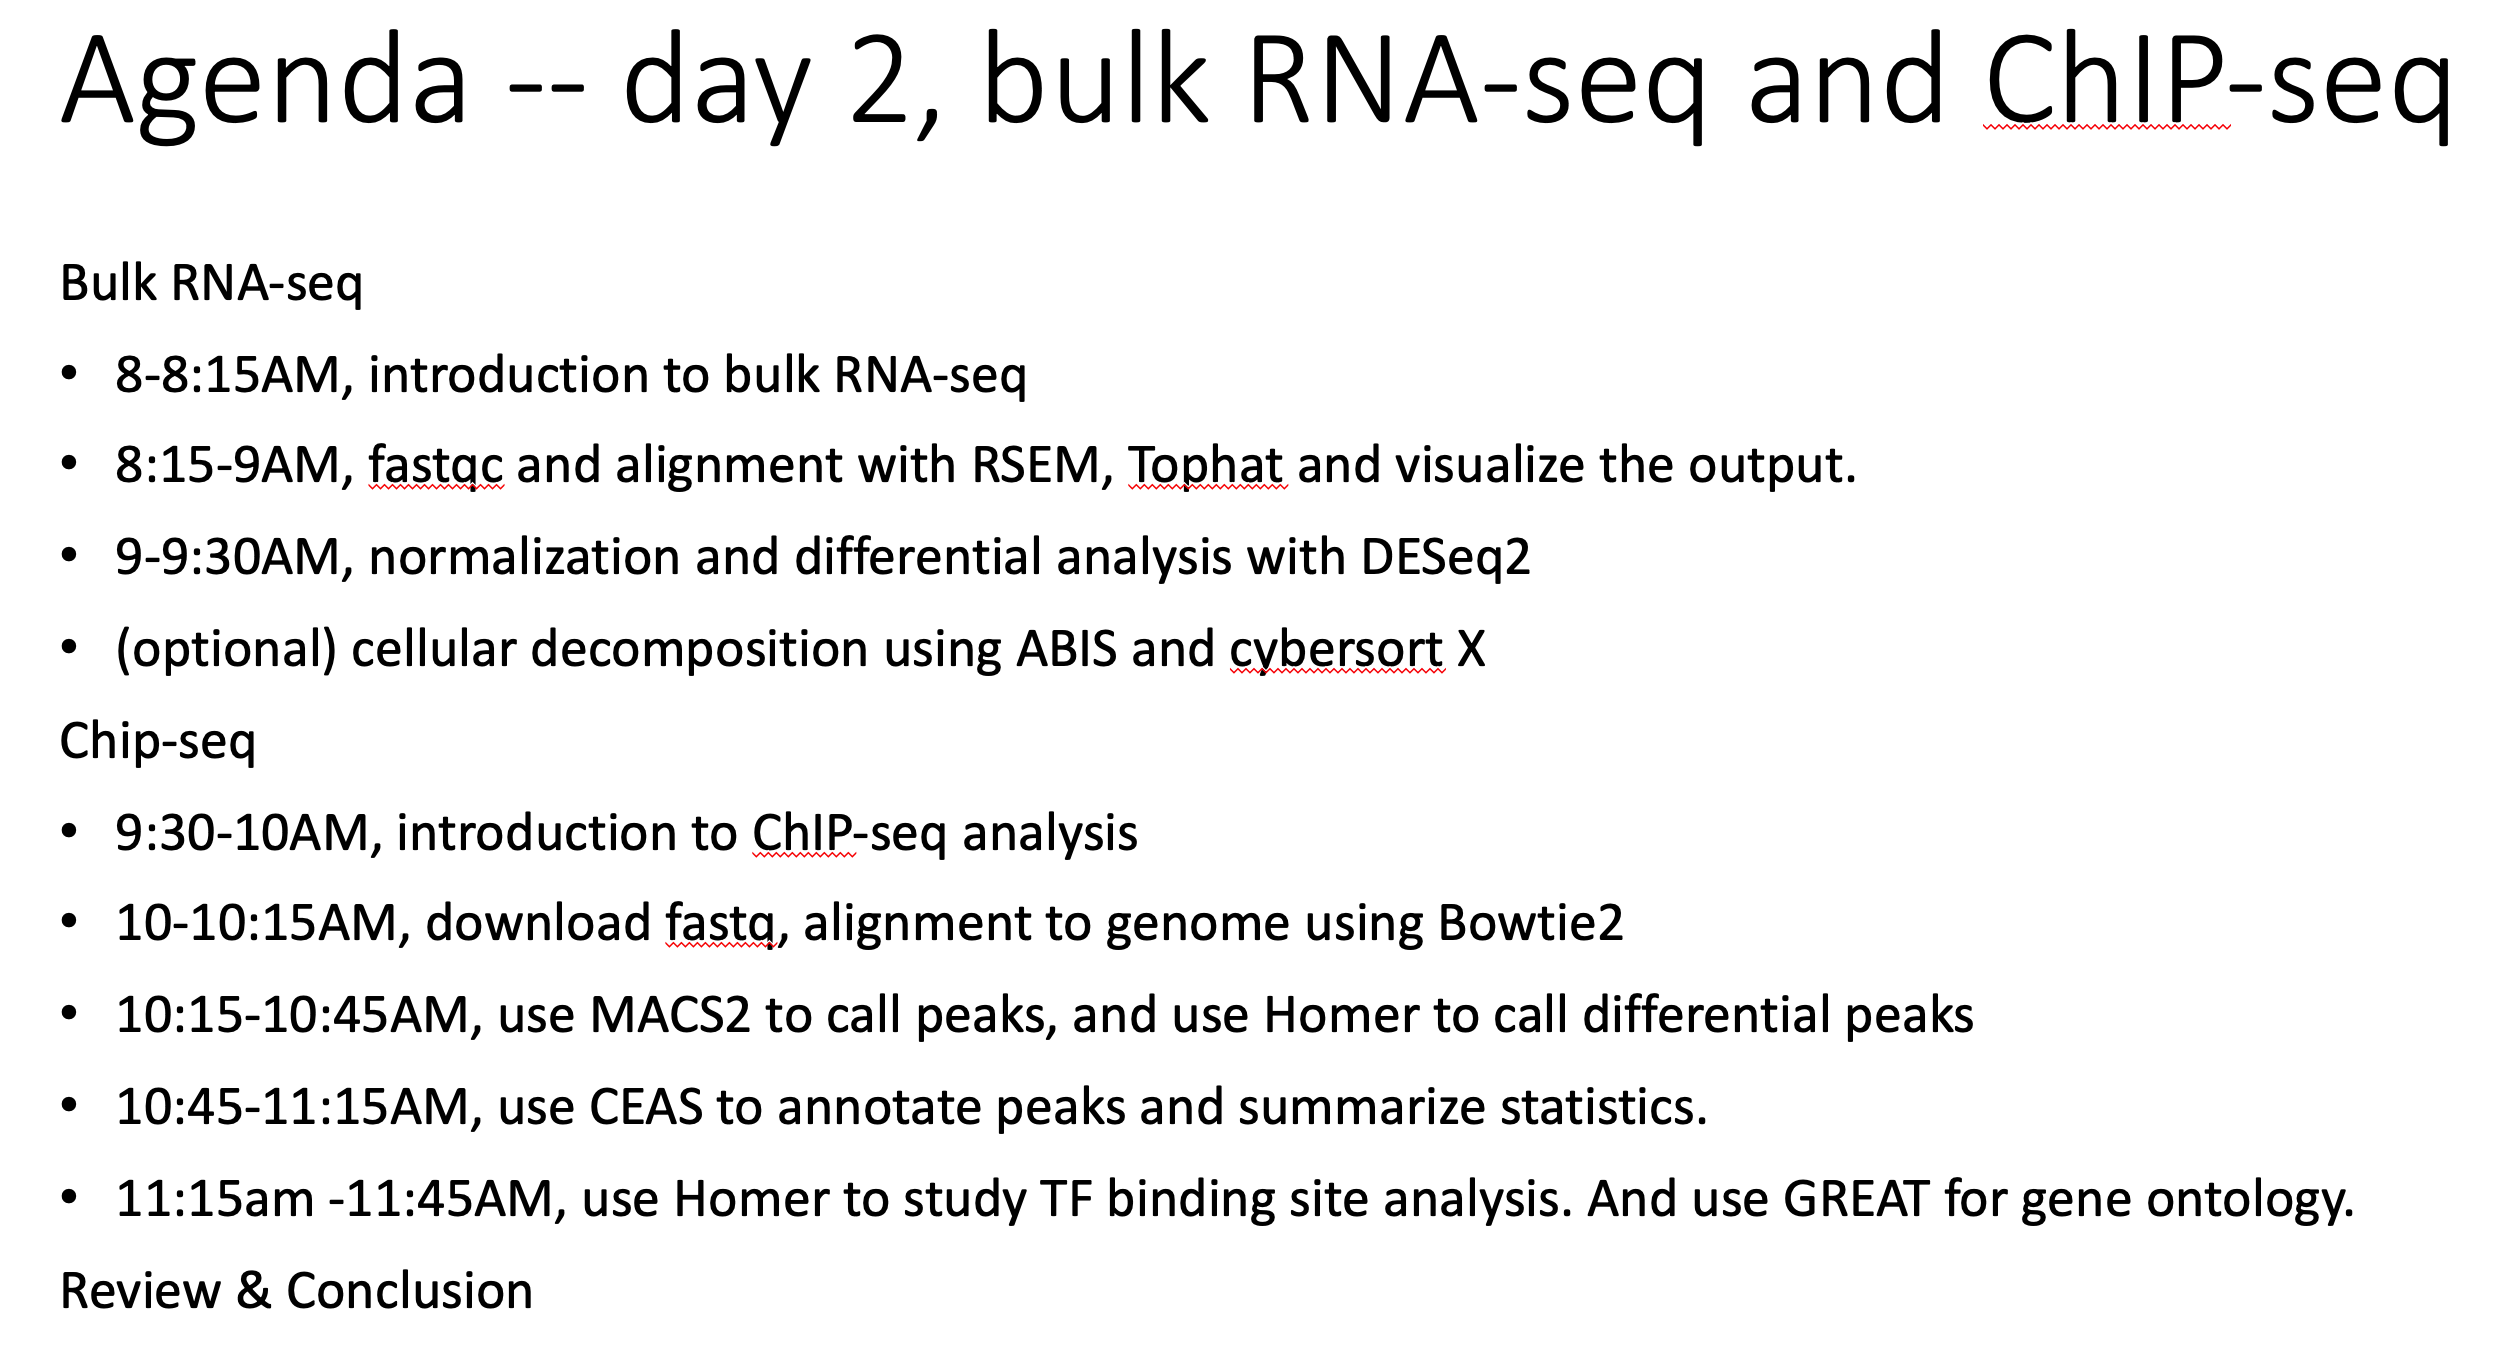 Agenda -- day 2, bulk RNA-seq and ChIP-seq
Bulk RNA-seq
• 8-8:15AM, introduction to bulk RNA-seq
• 8:15-9AM, fastqc and alignment with RSEM, Tophat and visualize the output.
• 9-9:30AM, normalization and differential analysis with DESeq2
• (optional) cellular decomposition using ABIS and cybersort X
Chip-seq
• 9:30-10AM, introduction to ChIP-seq analysis
• 10-10:15AM, download fastq, alignment to genome using Bowtie2
• 10:15-10:45AM, use MACS2 to call peaks, and use Homer to call differential peaks
• 10:45-11:15AM, use CEAS to annotate peaks and summarize statistics.
• 11:15am -11:45AM, use Homer to study TF binding site analysis. And use GREAT for gene ontology.
Review & Conclusion